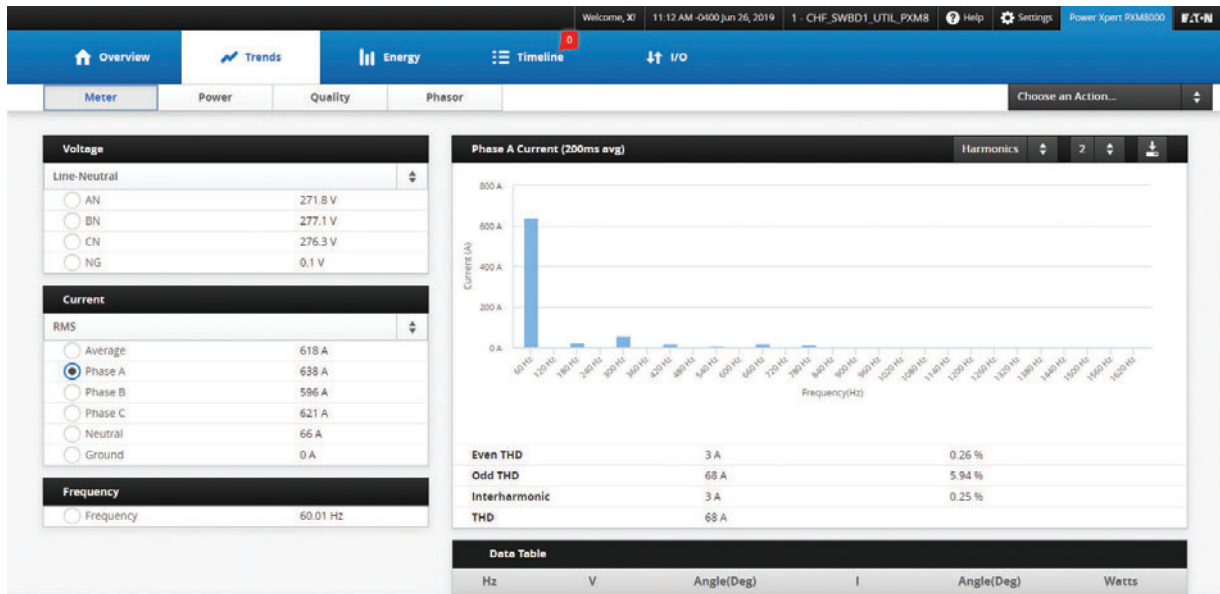 Welcome, X! 11:12 AM -0400 Jun 26, 2019 1 - CHF_SWBD1_UTIL_PXM8 Help Settings Power Xpert PXM8000 EATON
Overview Trends Energy Timeline 0 I/O
Meter Power Quality Phasor Choose an Action...
Voltage
Line-Neutral
AN 271.8 V
BN 277.1 V
CN 276.3 V
NG 0.1 V
Current
RMS
Average 618 A
Phase A 638 A
Phase B 596 A
Phase C 621 A
Neutral 66 A
Ground 0 A
Frequency
Frequency 60.01 Hz
Phase A Current (200ms avg) Harmonics 2
800 A
600 A
400 A
200 A
0 A
Current (A)
60 Hz 120 Hz 180 Hz 240 Hz 300 Hz 360 Hz 420 Hz 480 Hz 540 Hz 600 Hz 660 Hz 720 Hz 780 Hz 840 Hz 900 Hz 960 Hz 1020 Hz 1080 Hz 1140 Hz 1200 Hz 1260 Hz 1320 Hz 1380 Hz 1440 Hz 1500 Hz 1560 Hz 1620 Hz
Frequency(Hz)
Even THD 3 A 0.26 %
Odd THD 68 A 5.94 %
Interharmonic 3 A 0.25 %
THD 68 A
Data Table
Hz V Angle(Deg) I Angle(Deg) Watts